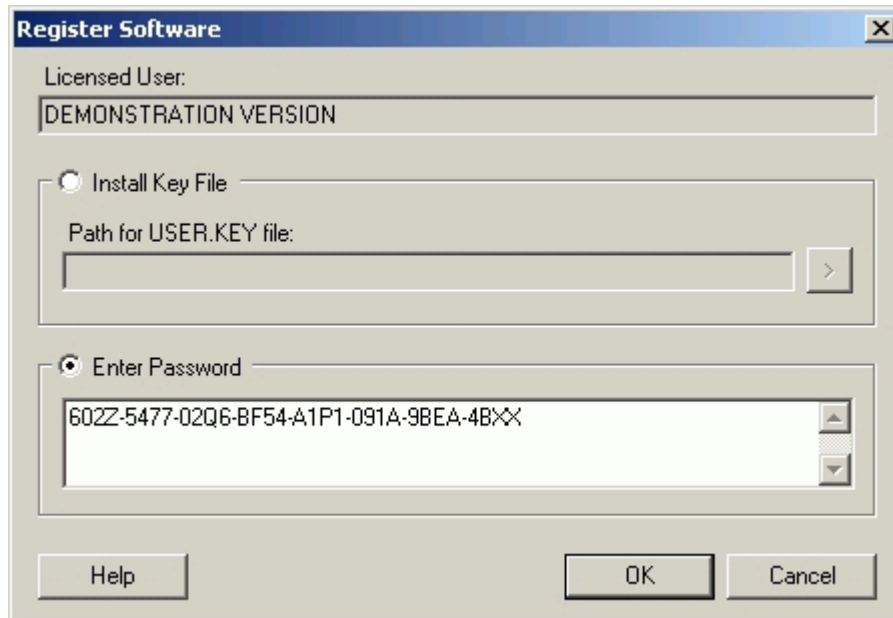 Register Software
Licensed User:
DEMONSTRATION VERSION
Install Key File
Path for USER.KEY file:
>
Enter Password
602Z-5477-02Q6-BF54-A1P1-091A-9BEA-4BXX
Help
OK
Cancel